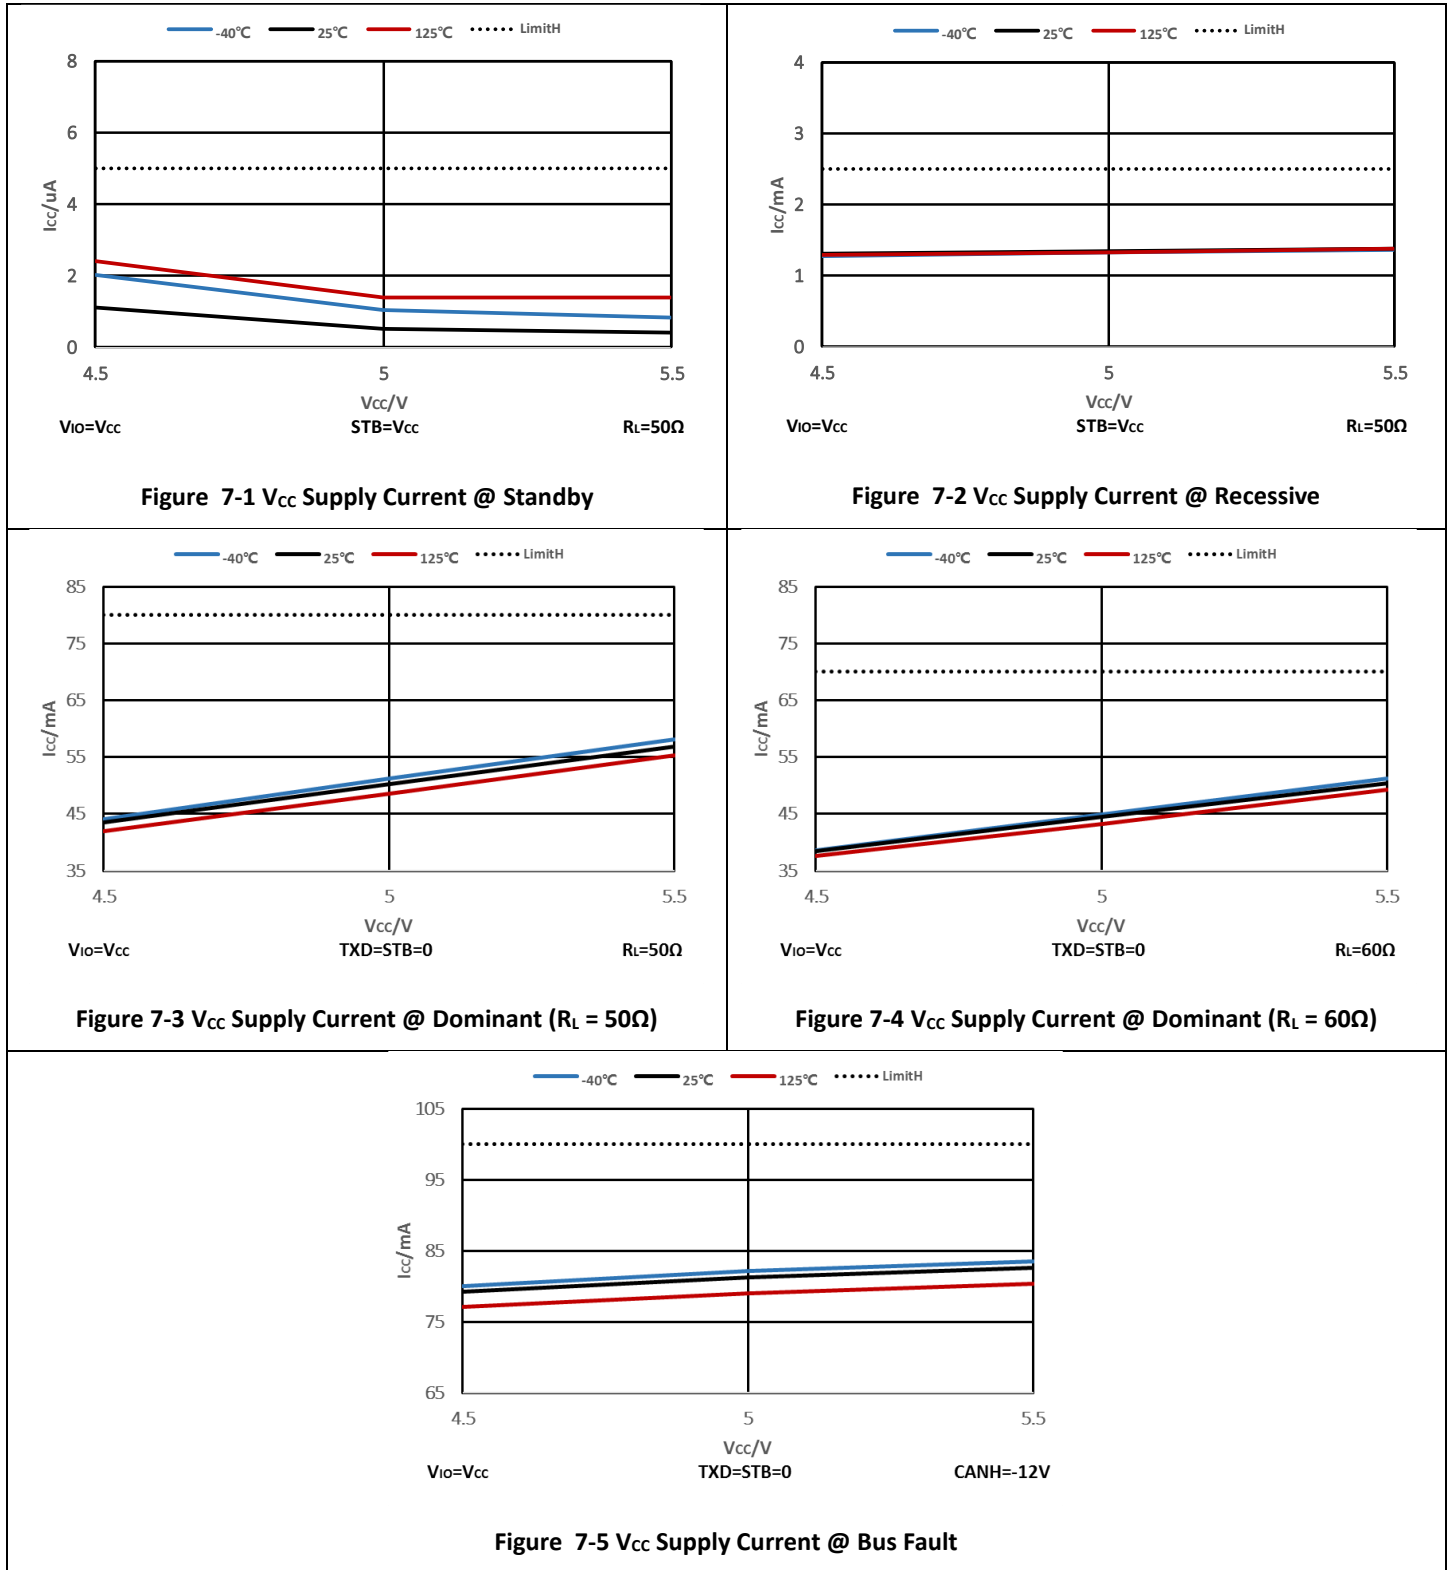 -40℃ 25℃ 125℃ LimitH
8
6
4
2
0
Icc/uA
4.5 5 5.5
Vcc/V
VIO=VCC STB=VCC RL=50Ω
Figure 7-1 VCC Supply Current @ Standby
-40℃ 25℃ 125℃ LimitH
4
3
2
1
0
Icc/mA
4.5 5 5.5
Vcc/V
VIO=VCC STB=VCC RL=50Ω
Figure 7-2 VCC Supply Current @ Recessive
-40℃ 25℃ 125℃ LimitH
85
75
65
55
45
35
Icc/mA
4.5 5 5.5
Vcc/V
VIO=VCC TXD=STB=0 RL=50Ω
Figure 7-3 VCC Supply Current @ Dominant (RL = 50Ω)
-40℃ 25℃ 125℃ LimitH
85
75
65
55
45
35
Icc/mA
4.5 5 5.5
Vcc/V
VIO=VCC TXD=STB=0 RL=60Ω
Figure 7-4 VCC Supply Current @ Dominant (RL = 60Ω)
-40℃ 25℃ 125℃ LimitH
105
95
85
75
65
Icc/mA
4.5 5 5.5
Vcc/V
VIO=VCC TXD=STB=0 CANH=-12V
Figure 7-5 VCC Supply Current @ Bus Fault